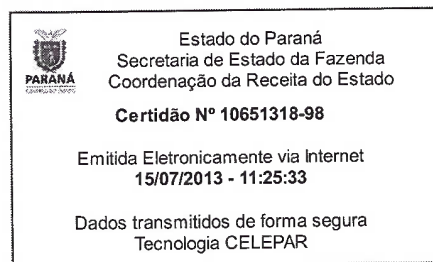 Estado do Paraná
Secretaria de Estado da Fazenda
Coordenação da Receita do Estado
PARANÁ
Certidão Nº 10651318-98
Emitida Eletronicamente via Internet
15/07/2013 - 11:25:33
Dados transmitidos de forma segura
Tecnologia CELEPAR